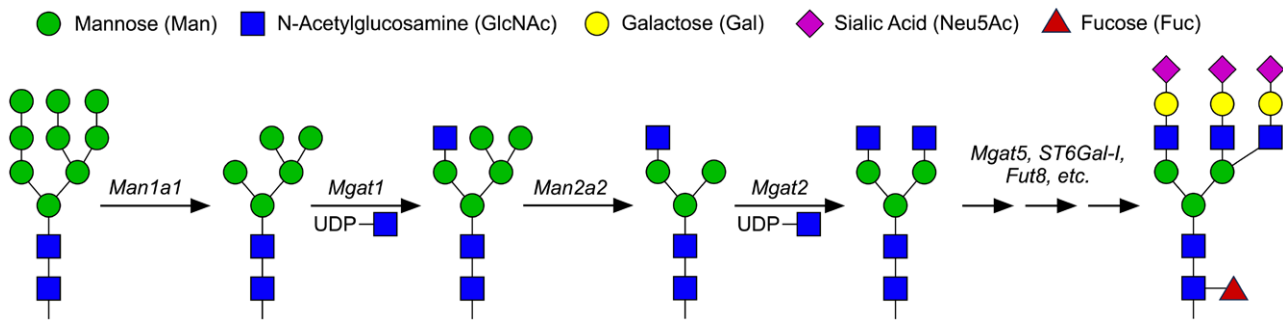 Mannose (Man) N-Acetylglucosamine (GlcNAc) Galactose (Gal) Sialic Acid (Neu5Ac) Fucose (Fuc)
Man1a1
Mgat1
UDP
Man2a2
Mgat2
UDP
Mgat5, ST6Gal-I,
Fut8, etc.